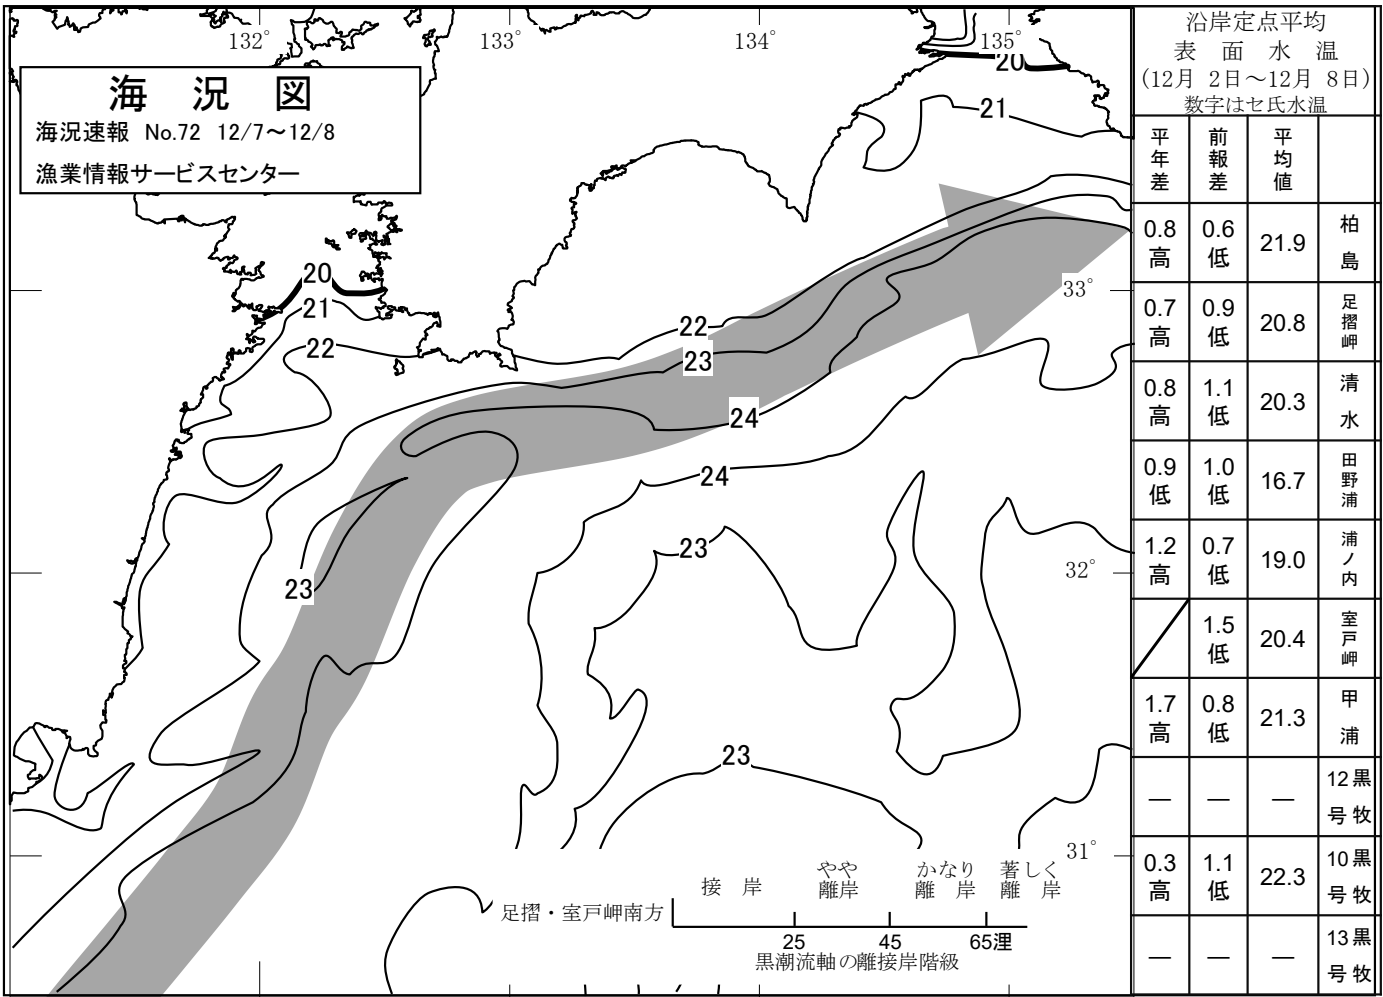 132°
133°
134°
135°
海 況 図
海況速報 No.72 12/7～12/8
漁業情報サービスセンター
20
21
20
21
22
22
23
33°
24
24
23
23
32°
23
31°
接 岸
やや
離岸
かなり
離 岸
著しく
離 岸
足摺・室戸岬南方
25
45
65浬
黒潮流軸の離接岸階級
沿岸定点平均
表 面 水 温
(12月 2日～12月 8日)
数字はセ氏水温
平年差 前報差 平均値
0.8高 0.6低 21.9 柏島
0.7高 0.9低 20.8 足摺岬
0.8高 1.1低 20.3 清水
0.9低 1.0低 16.7 田野浦
1.2高 0.7低 19.0 浦ノ内
1.5低 20.4 室戸岬
1.7高 0.8低 21.3 甲浦
— — — 黒牧12号
0.3高 1.1低 22.3 黒牧10号
— — — 黒牧13号